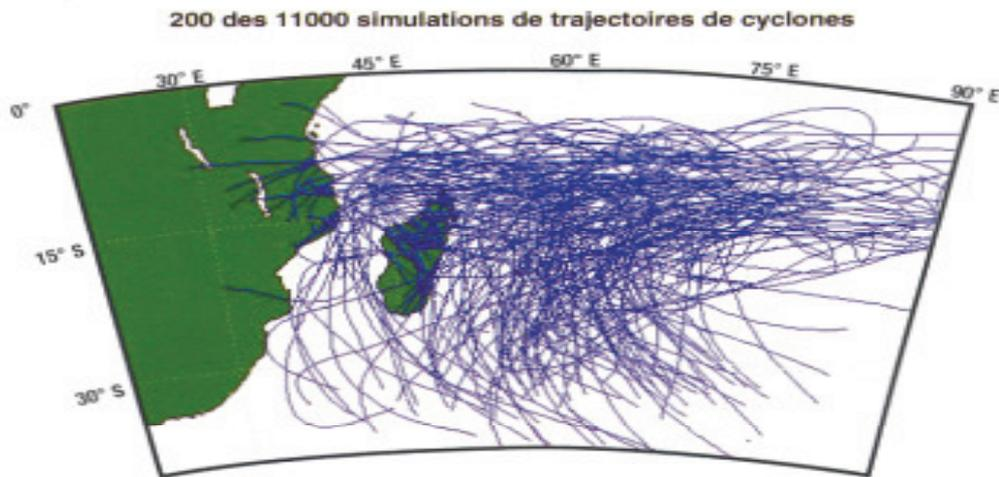 200 des 11000 simulations de trajectoires de cyclones
30° E
45° E
60° E
75° E
90° E
0°
15° S
30° S